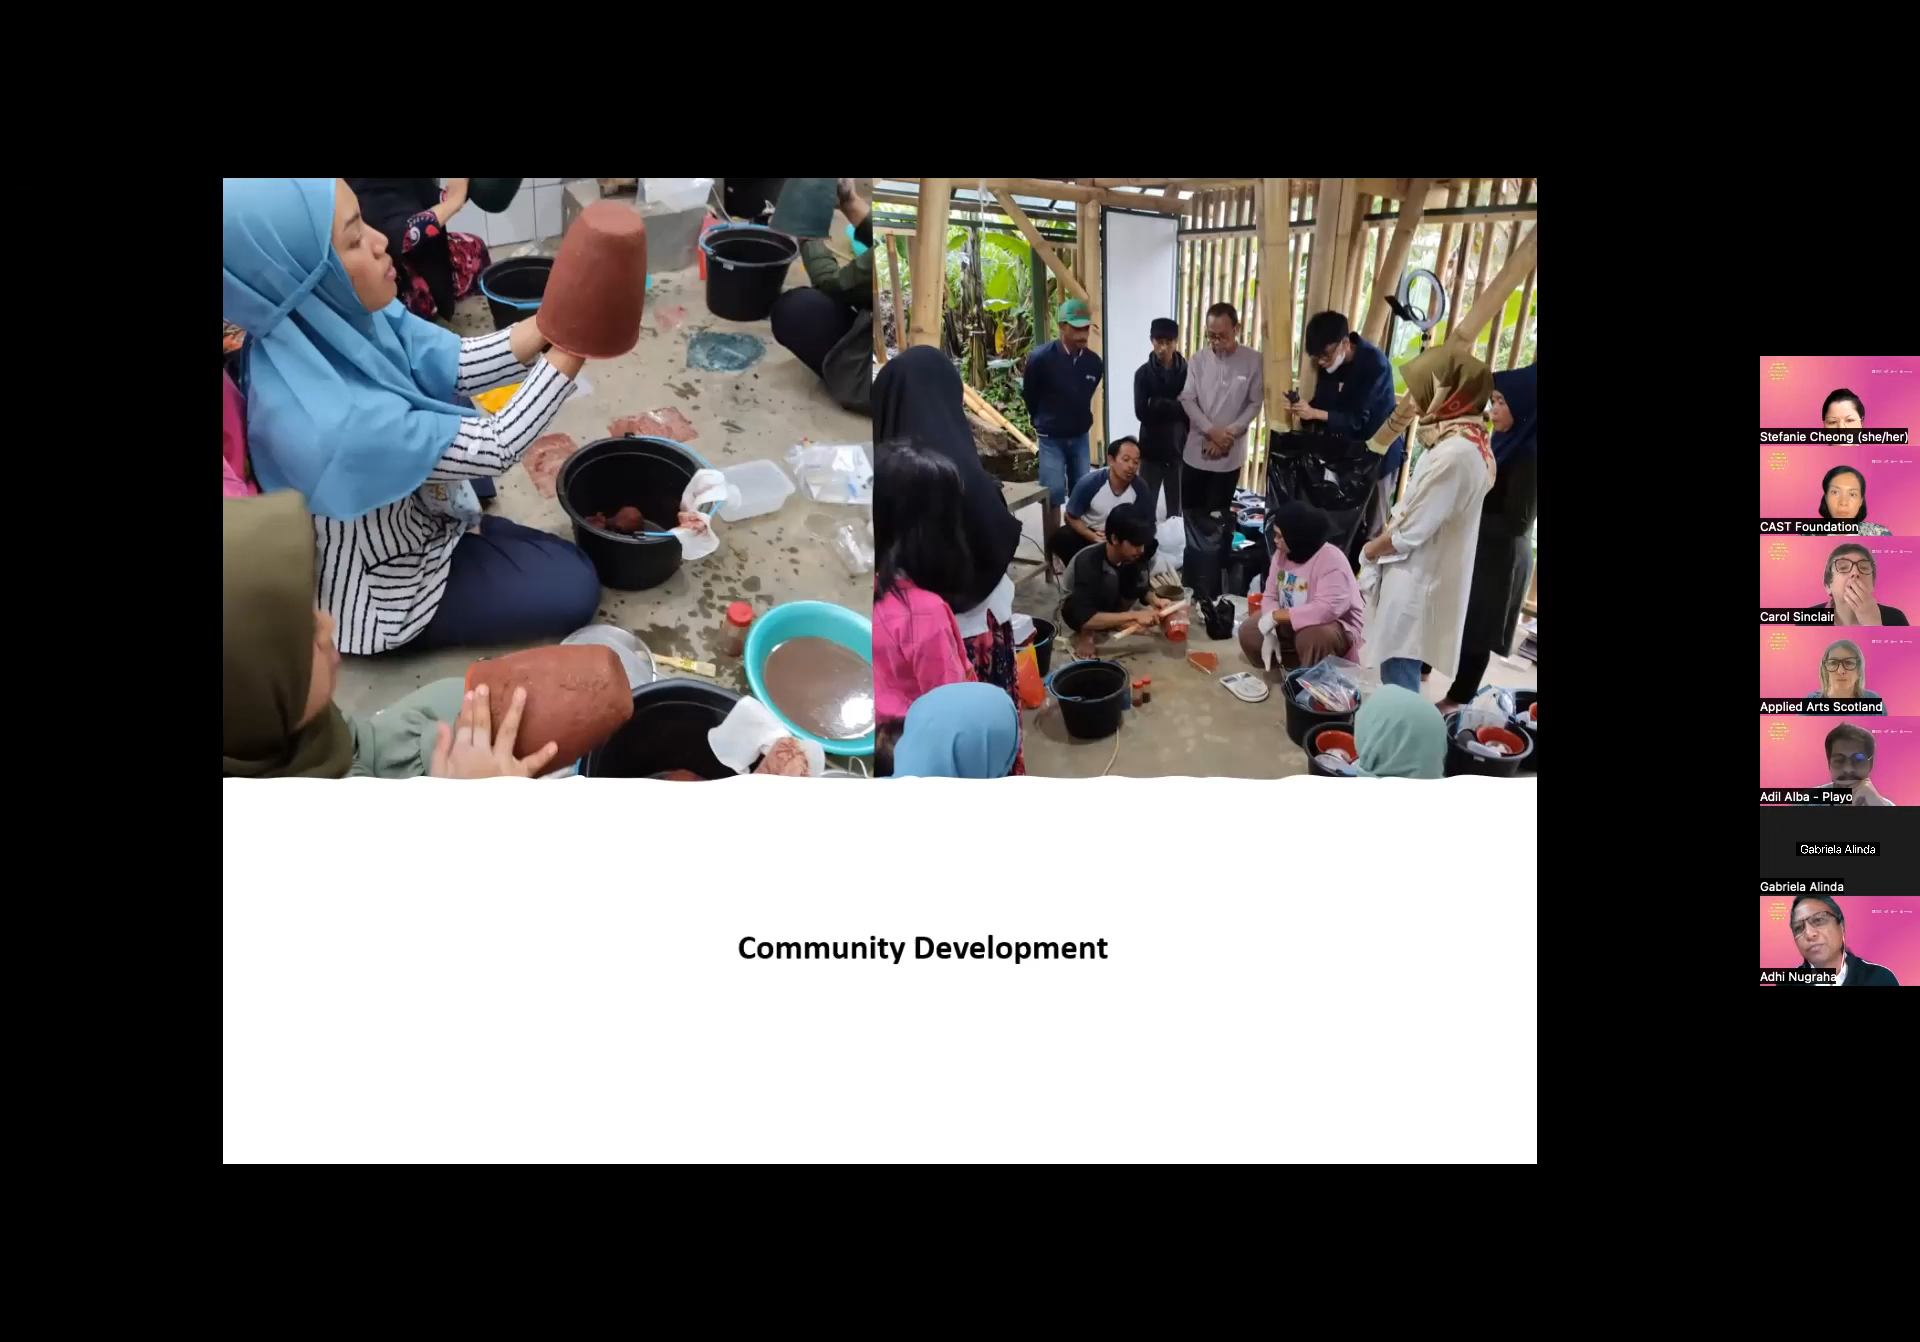 Community Development
Stefanie Cheong (she/her)
CAST Foundation
Carol Sinclair
Applied Arts Scotland
Adil Alba - Playo
Gabriela Alinda
Gabriela Alinda
Adhi Nugraha